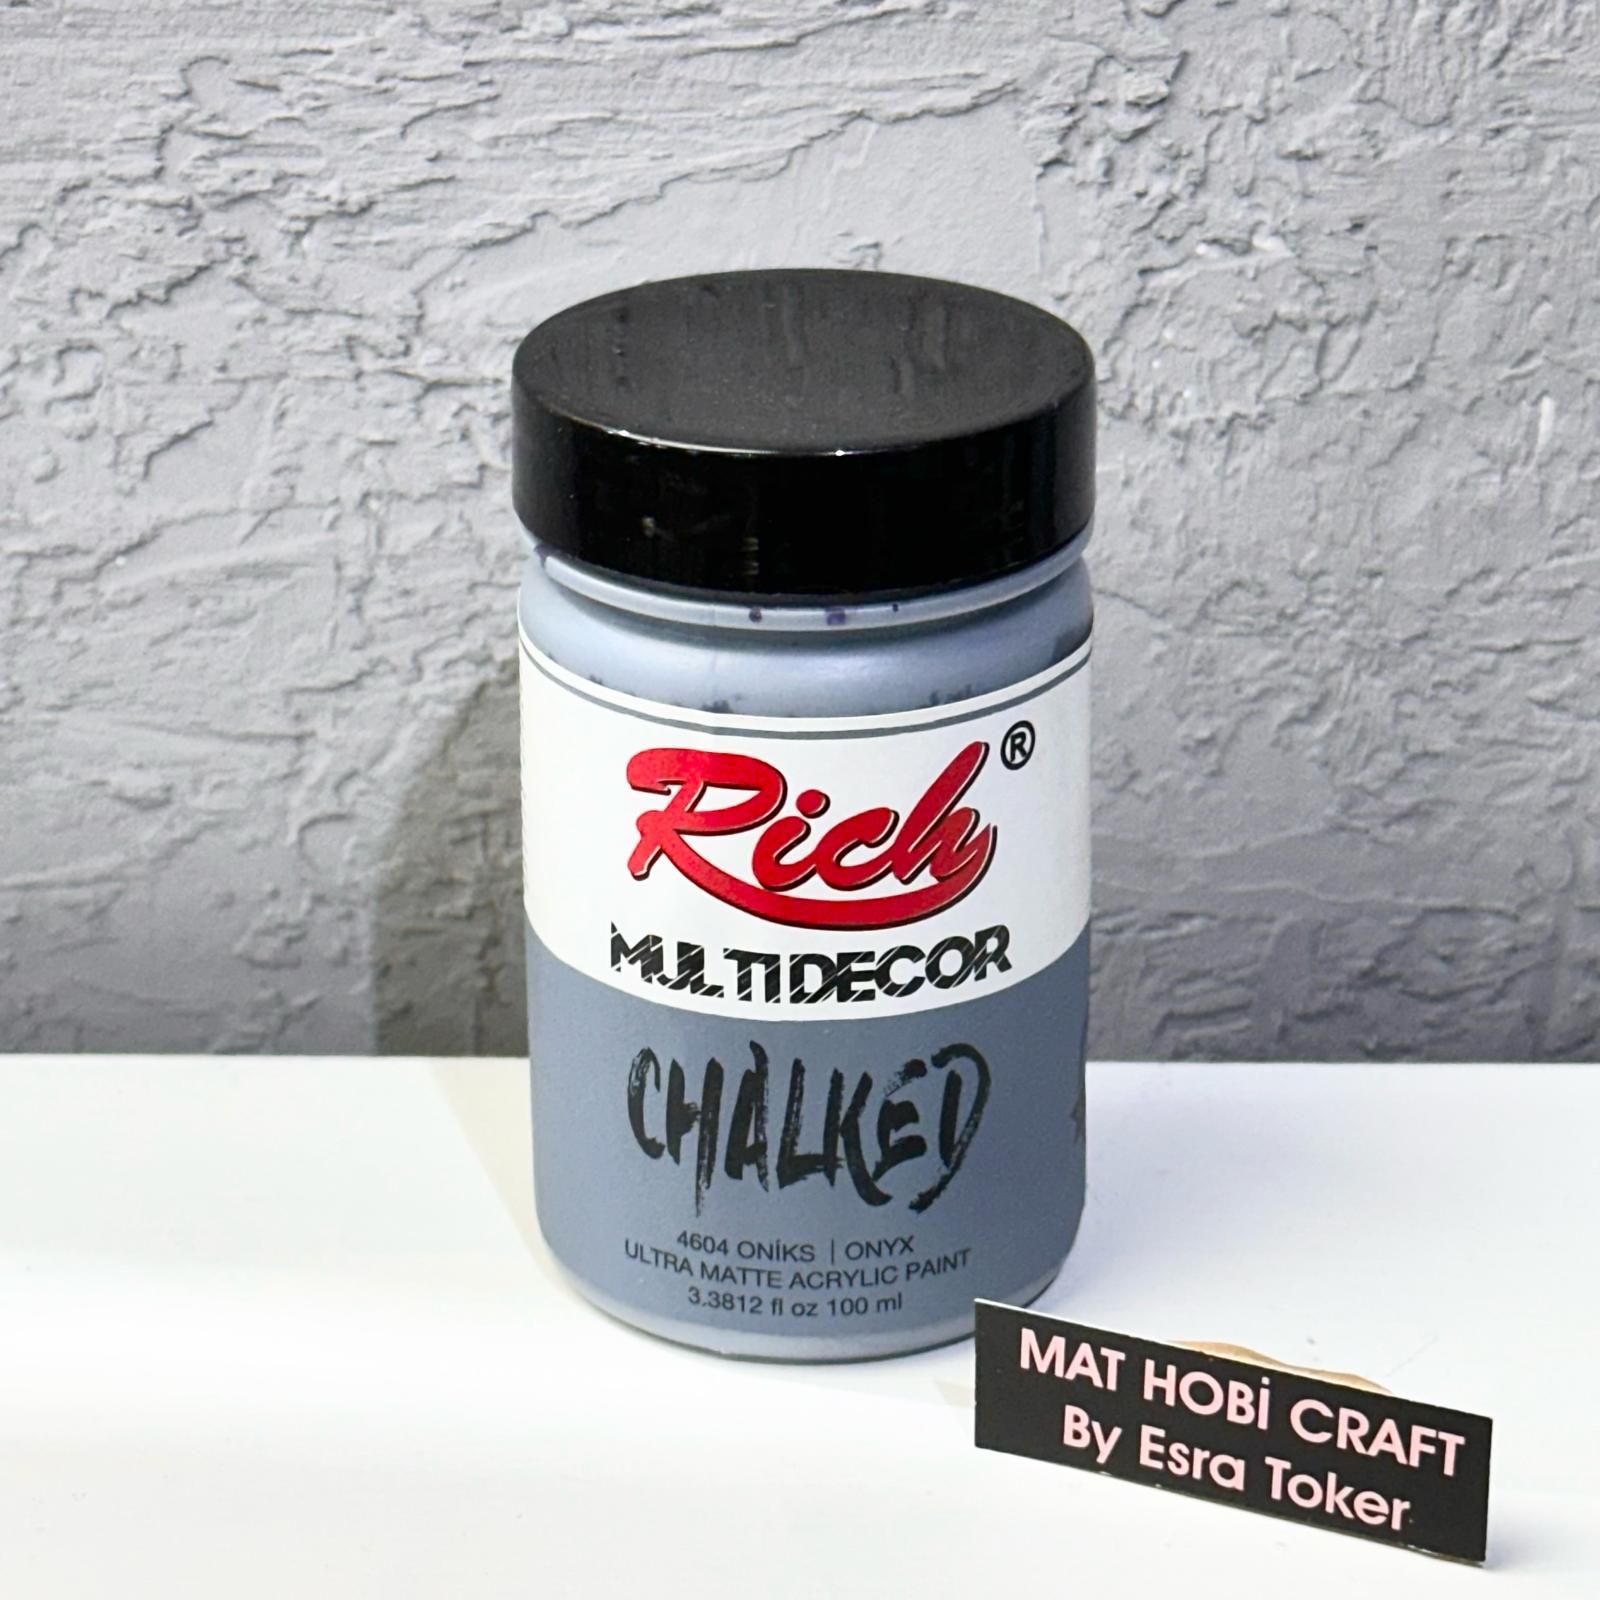 Rich®
MULTIDECOR
CHALKED
4604 ONİKS | ONYX
ULTRA MATTE ACRYLIC PAINT
3.3812 fl oz 100 ml
MAT HOBİ CRAFT
By Esra Toker